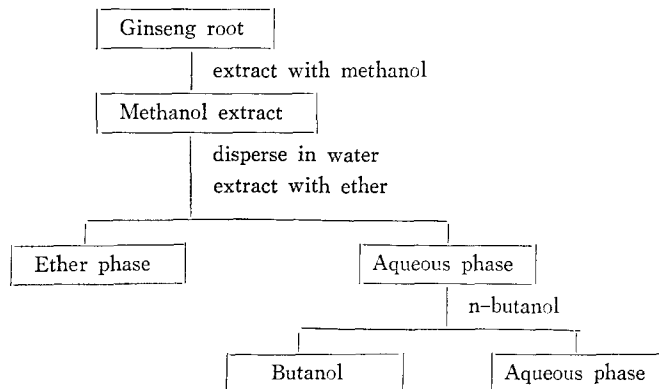 Ginseng root
extract with methanol
Methanol extract
disperse in water
extract with ether
Ether phase
Aqueous phase
n-butanol
Butanol
Aqueous phase